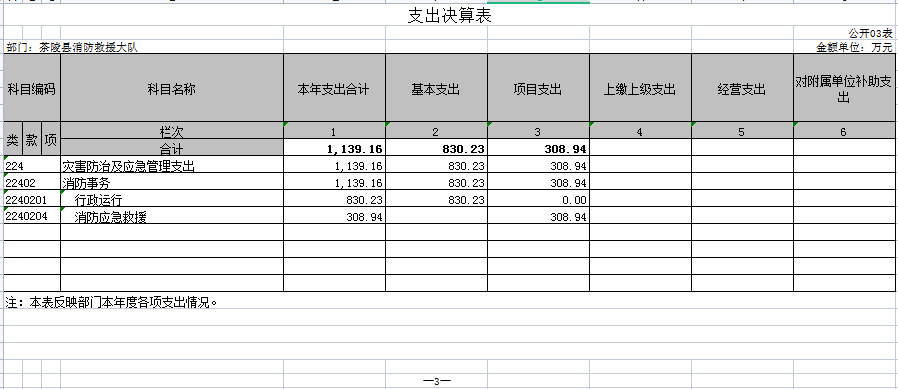 支出决算表
公开03表
部门：茶陵县消防救援大队 金额单位：万元
科目编码 科目名称 本年支出合计 基本支出 项目支出 上缴上级支出 经营支出 对附属单位补助支出
类 款 项 栏次 1 2 3 4 5 6
合计 1,139.16 830.23 308.94
224 灾害防治及应急管理支出 1,139.16 830.23 308.94
22402 消防事务 1,139.16 830.23 308.94
2240201 行政运行 830.23 830.23 0.00
2240204 消防应急救援 308.94 308.94
注：本表反映部门本年度各项支出情况。
—3—